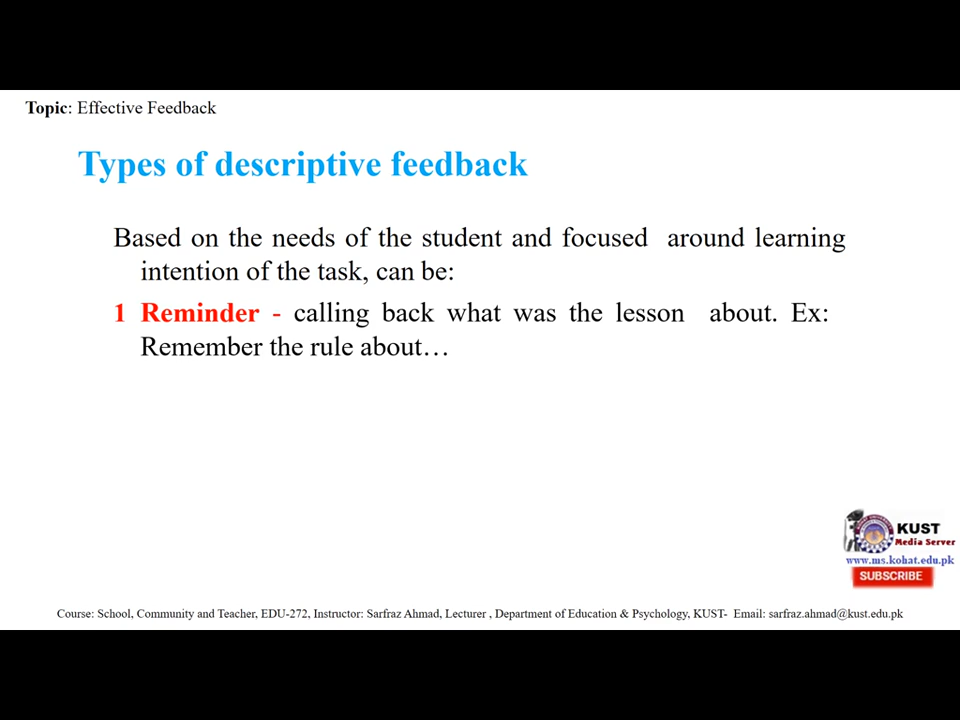 Topic: Effective Feedback
Types of descriptive feedback
Based on the needs of the student and focused around learning
intention of the task, can be:
1 Reminder - calling back what was the lesson about. Ex:
Remember the rule about…
KUST
Media Server
www.ms.kohat.edu.pk
SUBSCRIBE
Course: School, Community and Teacher, EDU-272, Instructor: Sarfraz Ahmad, Lecturer , Department of Education & Psychology, KUST- Email: sarfraz.ahmad@kust.edu.pk